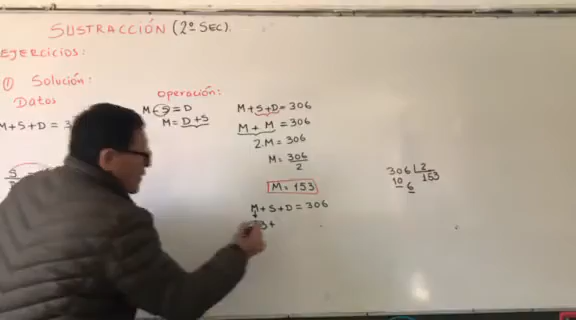 SUSTRACCIÓN (2º SEC).
EJERCICIOS:
① Solución:
Datos
M+S+D=
S
Operación:
M-S=D
M=D+S
M+S+D=306
M+M=306
2.M=306
M=306
2
M=153
M+S+D=306
3+
306 2
10 153
6